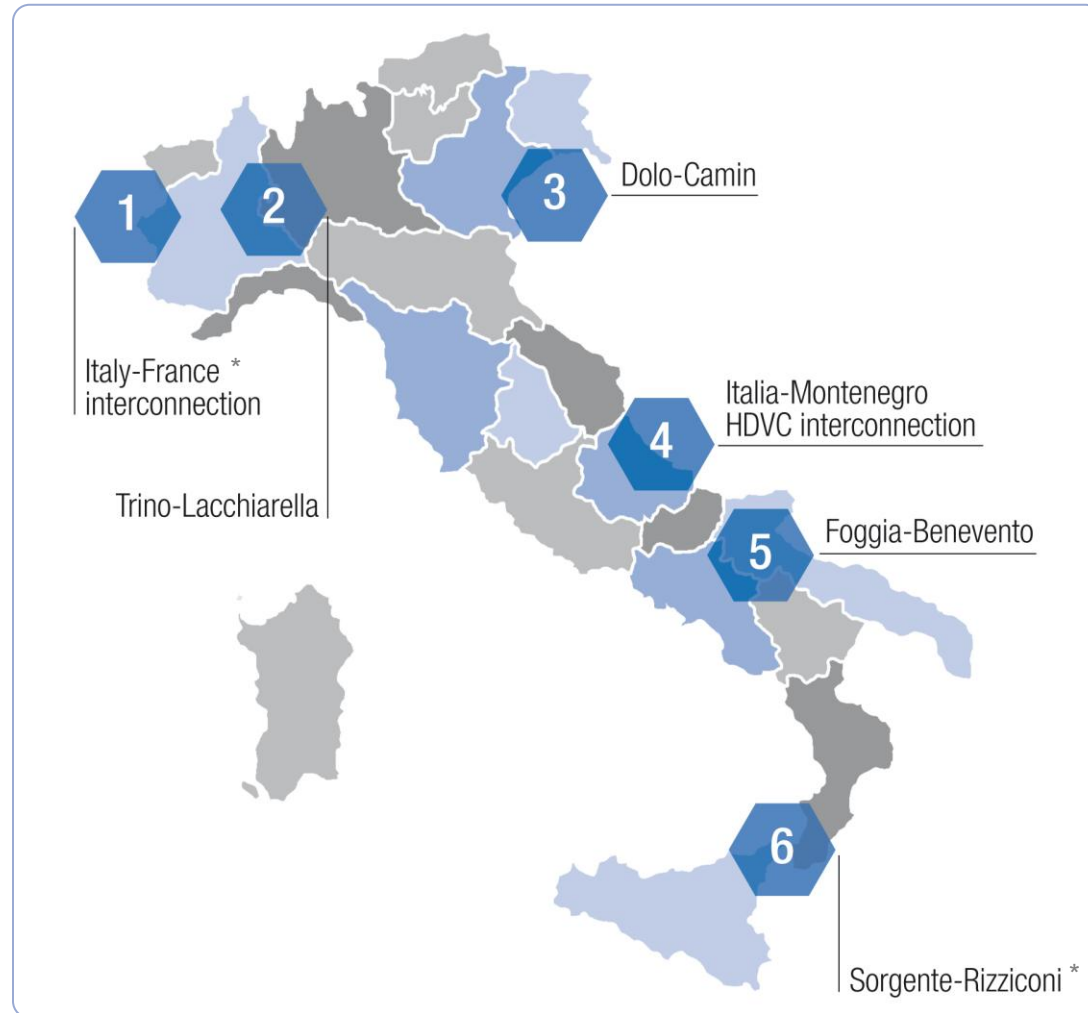 1
2
3
Dolo-Camin
Italy-France *
interconnection
Trino-Lacchiarella
4
Italia-Montenegro
HDVC interconnection
5
Foggia-Benevento
6
Sorgente-Rizziconi *